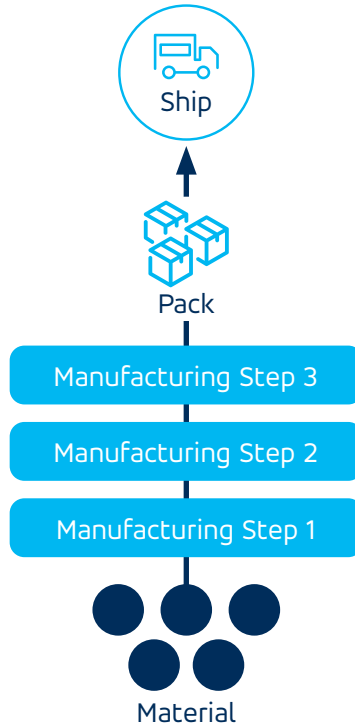 Ship
Pack
Manufacturing Step 3
Manufacturing Step 2
Manufacturing Step 1
Material